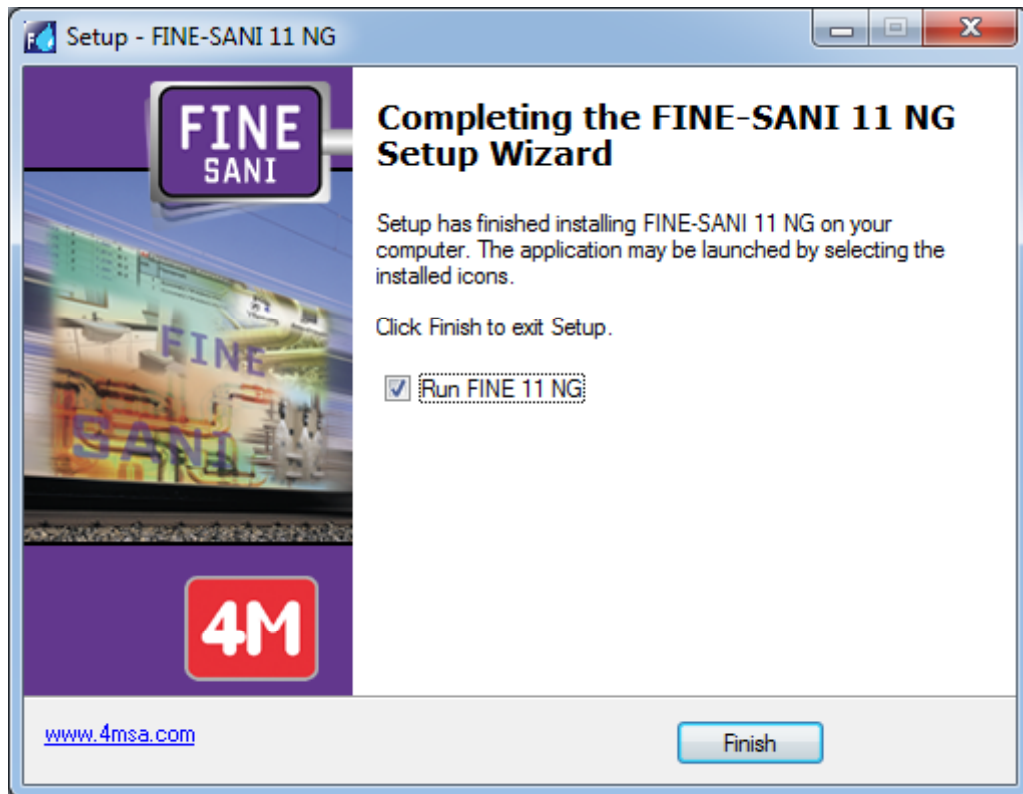 Setup - FINE-SANI 11 NG
FINE
SANI
FINE
SANI
4M
Completing the FINE-SANI 11 NG
Setup Wizard
Setup has finished installing FINE-SANI 11 NG on your
computer. The application may be launched by selecting the
installed icons.
Click Finish to exit Setup.
Run FINE 11 NG
www.4msa.com
Finish